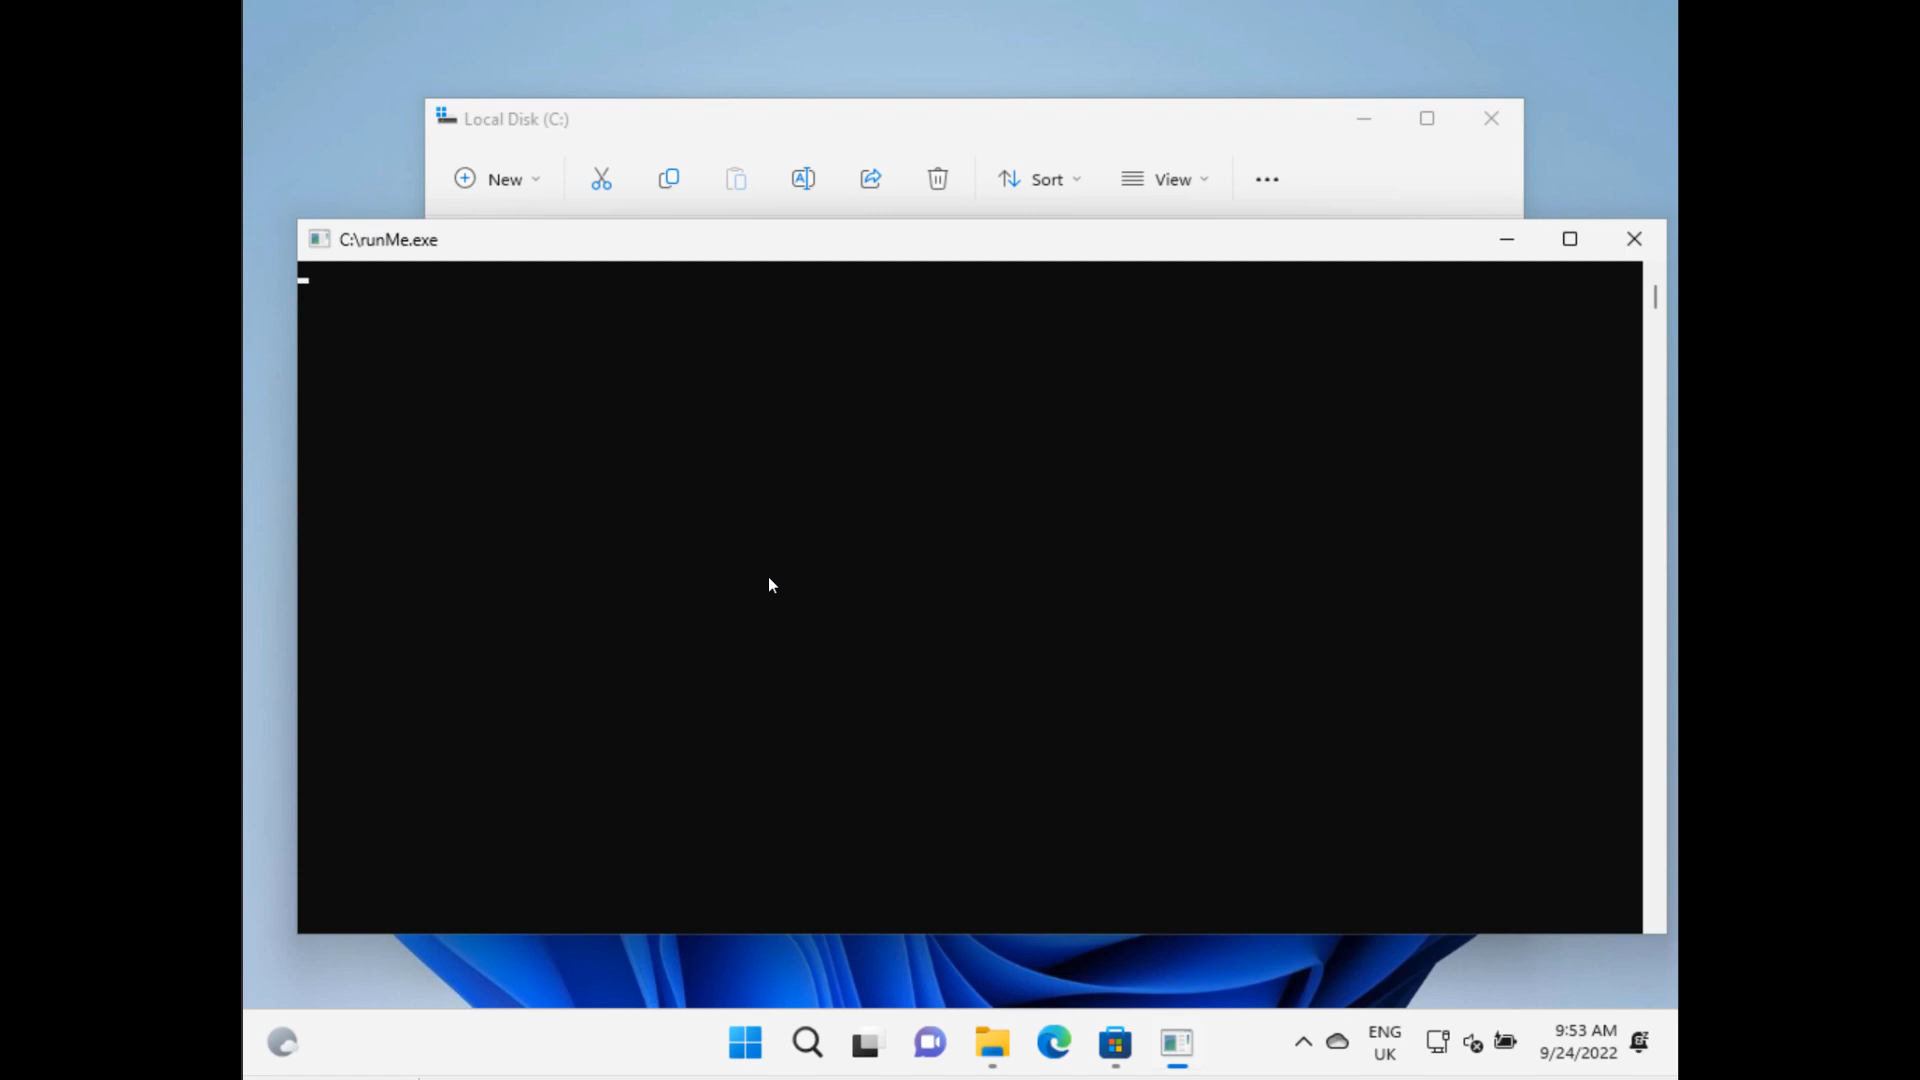 Local Disk (C:)
New
Sort
View
C:\runMe.exe
ENG
UK
9:53 AM
9/24/2022